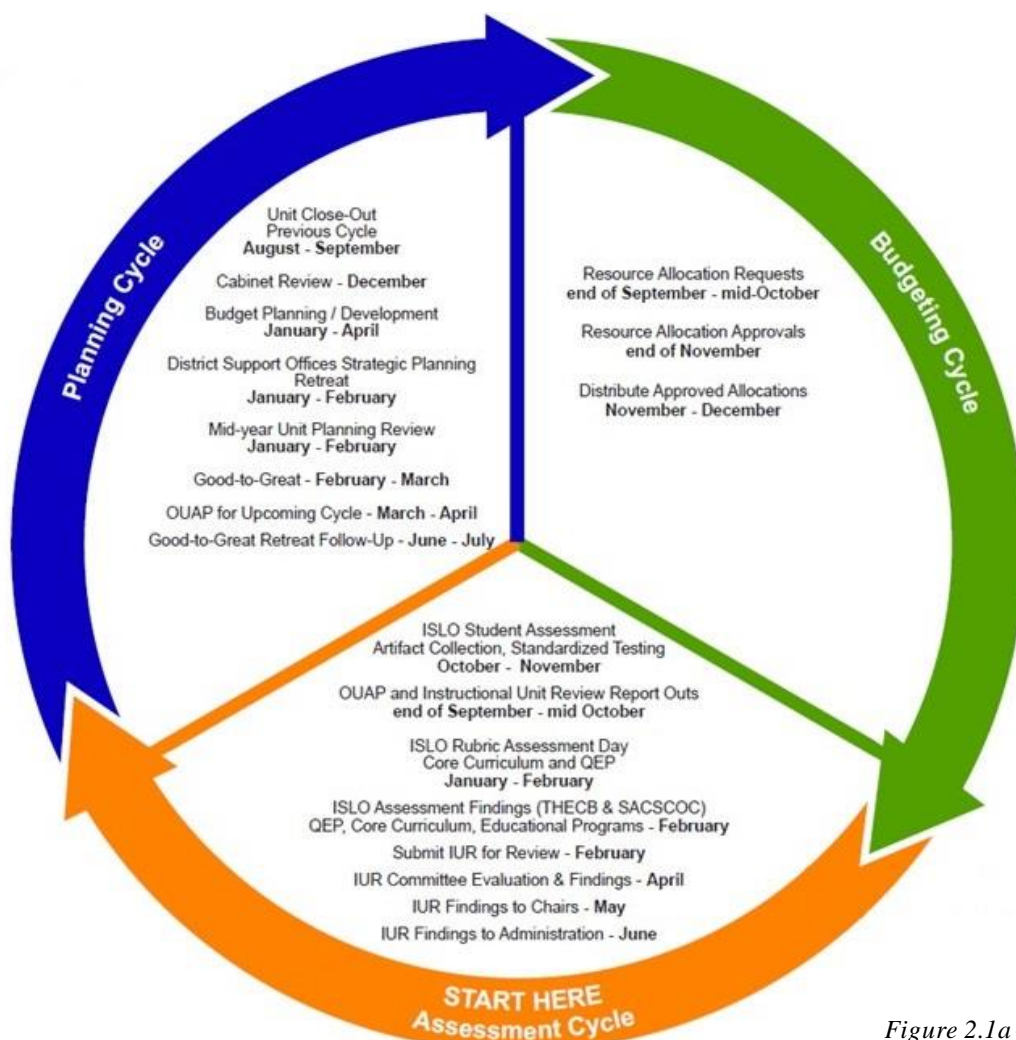 Planning Cycle
Unit Close-Out
Previous Cycle
August - September
Cabinet Review - December
Budget Planning / Development
January - April
District Support Offices Strategic Planning
Retreat
January - February
Mid-year Unit Planning Review
January - February
Good-to-Great - February - March
OUAP for Upcoming Cycle - March - April
Good-to-Great Retreat Follow-Up - June - July
Budgeting Cycle
Resource Allocation Requests
end of September - mid-October
Resource Allocation Approvals
end of November
Distribute Approved Allocations
November - December
ISLO Student Assessment
Artifact Collection, Standardized Testing
October - November
OUAP and Instructional Unit Review Report Outs
end of September - mid October
ISLO Rubric Assessment Day
Core Curriculum and QEP
January - February
ISLO Assessment Findings (THECB & SACSCOC)
QEP, Core Curriculum, Educational Programs - February
Submit IUR for Review - February
IUR Committee Evaluation & Findings - April
IUR Findings to Chairs - May
IUR Findings to Administration - June
START HERE
Assessment Cycle
Figure 2.1a